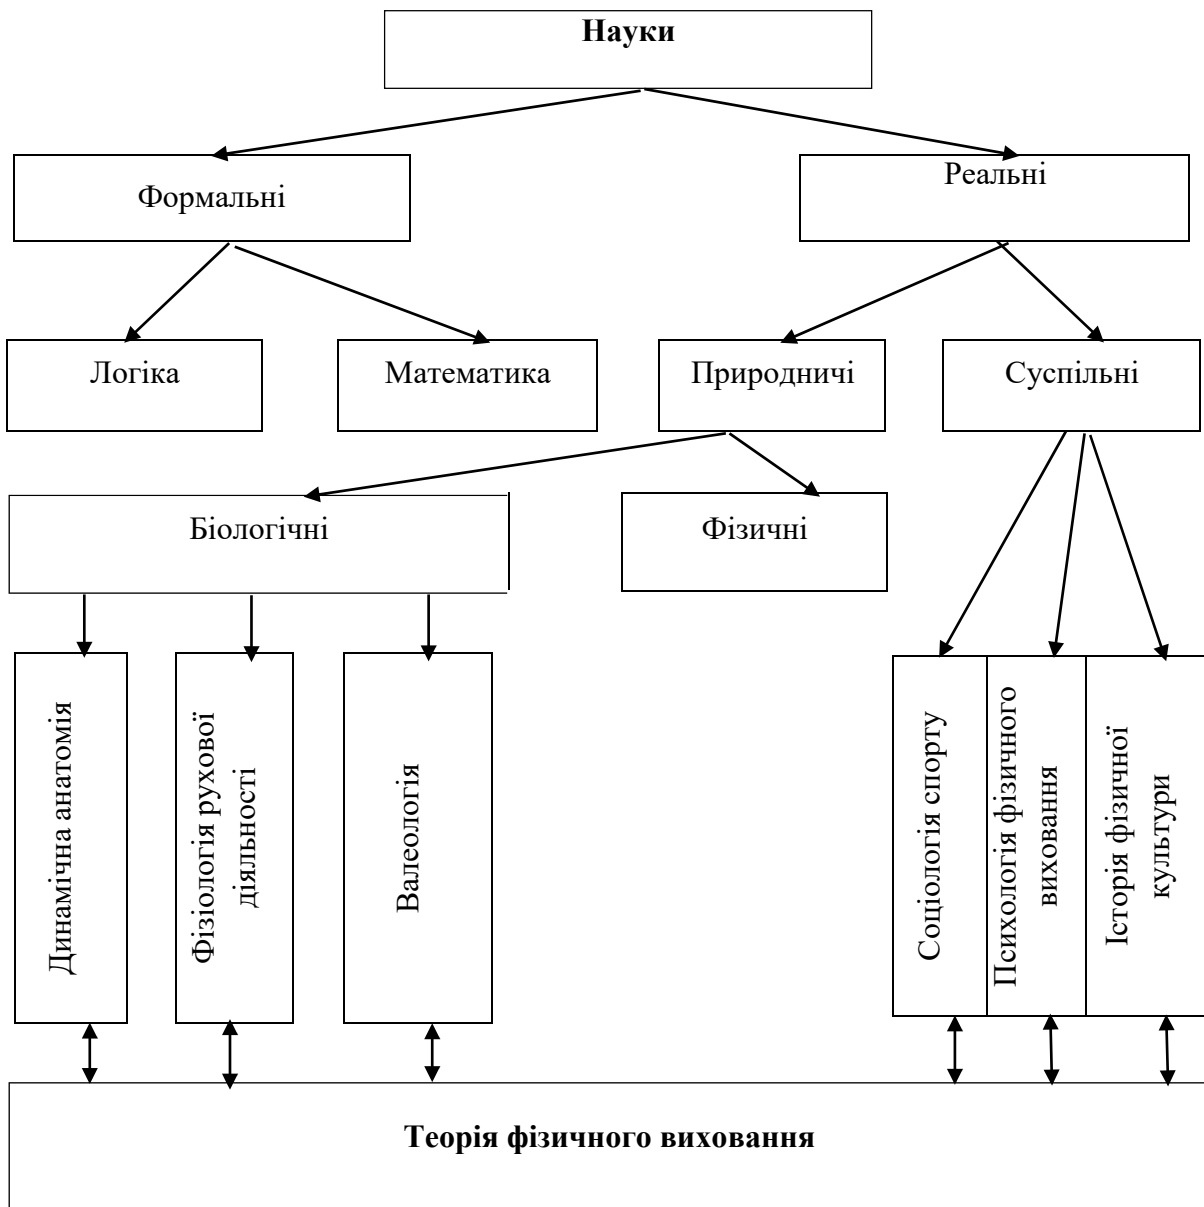 Науки
Формальні
Реальні
Логіка
Математика
Природничі
Суспільні
Біологічні
Фізичні
Динамічна анатомія
Фізіологія рухової
діяльності
Валеологія
Соціологія спорту
Психологія фізичного
виховання
Історія фізичної
культури
Теорія фізичного виховання